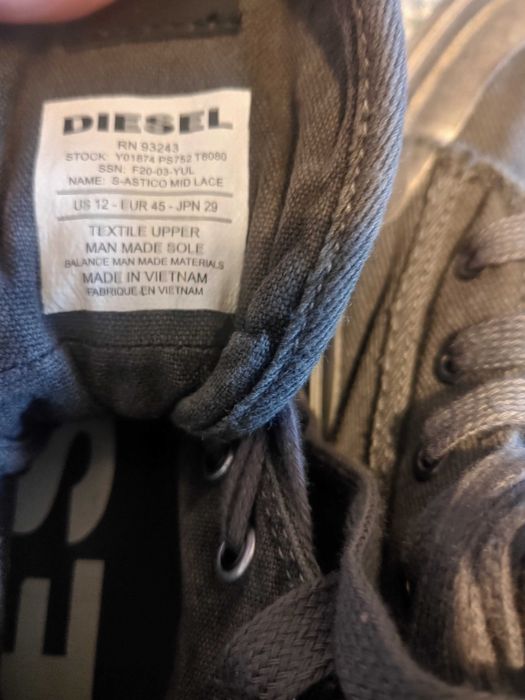 DIESEL
RN 93243
STOCK: Y01874 PS752 T8080
SSN: F20-03-YUL
NAME: S-ASTICO MID LACE
US 12 - EUR 45 - JPN 29
TEXTILE UPPER
MAN MADE SOLE
BALANCE MAN MADE MATERIALS
MADE IN VIETNAM
FABRIQUE EN VIETNAM
SE